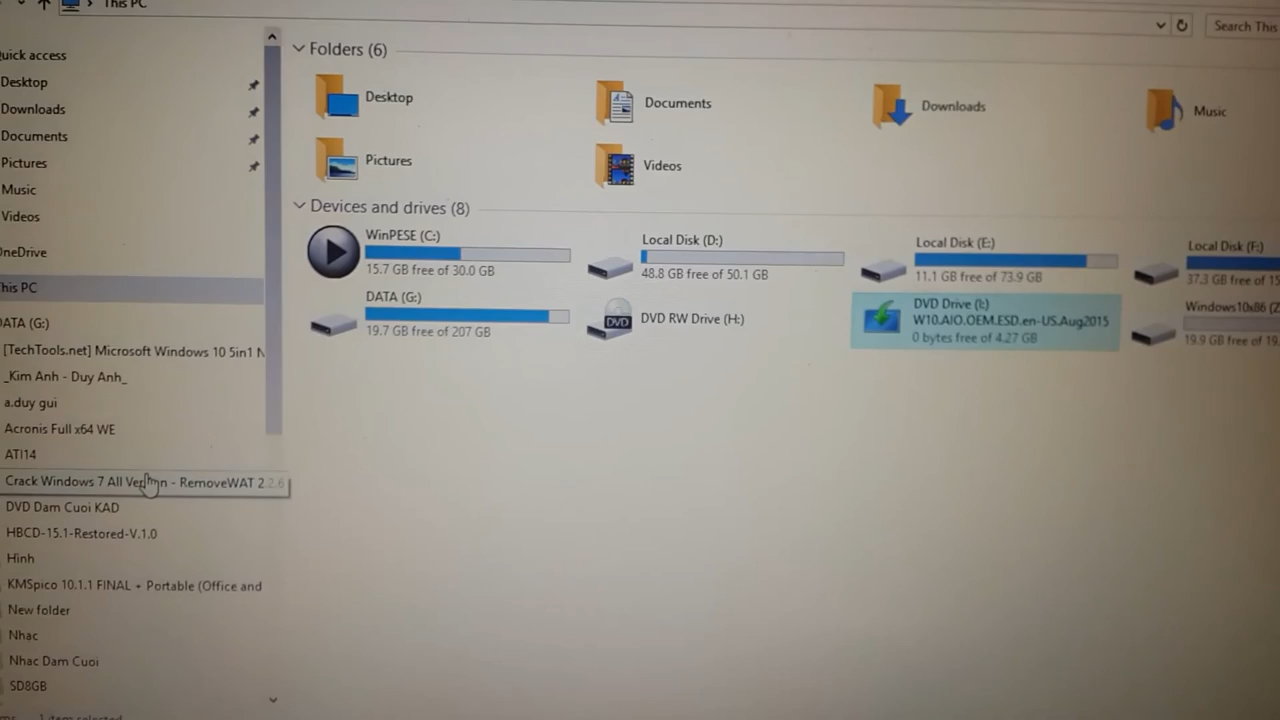 This PC
Search This
Quick access
Desktop
Downloads
Documents
Pictures
Music
Videos
OneDrive
This PC
DATA (G:)
[TechTools.net] Microsoft Windows 10 5in1 N
_Kim Anh - Duy Anh_
a.duy gui
Acronis Full x64 WE
ATI14
Crack Windows 7 All Version - RemoveWAT 2.2.6
DVD Dam Cuoi KAD
HBCD-15.1-Restored-V.1.0
Hinh
KMSpico 10.1.1 FINAL + Portable (Office and
New folder
Nhac
Nhac Dam Cuoi
SD8GB
1 item selected
Folders (6)
Desktop
Documents
Downloads
Music
Pictures
Videos
Devices and drives (8)
WinPESE (C:)
15.7 GB free of 30.0 GB
Local Disk (D:)
48.8 GB free of 50.1 GB
Local Disk (E:)
11.1 GB free of 73.9 GB
Local Disk (F:)
37.3 GB free of 15
DATA (G:)
19.7 GB free of 207 GB
DVD RW Drive (H:)
DVD
DVD Drive (I:)
W10.AIO.OEM.ESD.en-US.Aug2015
0 bytes free of 4.27 GB
Windows10x86 (Z
19.9 GB free of 19.